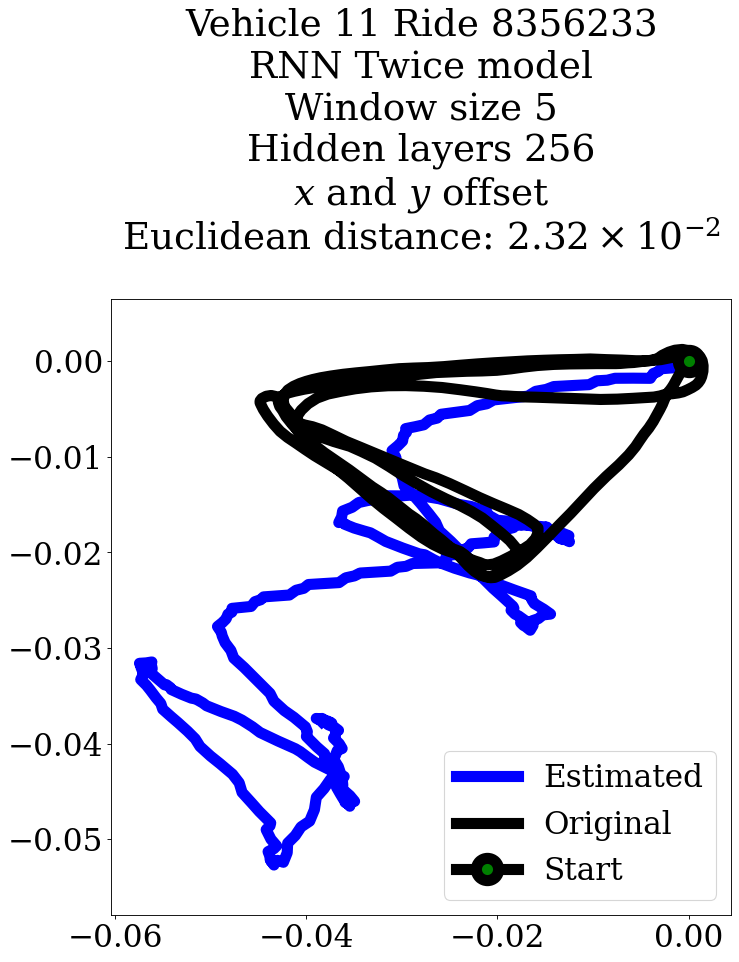 Vehicle 11 Ride 8356233
RNN Twice model
Window size 5
Hidden layers 256
x and y offset
Euclidean distance: 2.32 × 10⁻²
0.00
−0.01
−0.02
−0.03
−0.04
−0.05
Estimated
Original
Start
−0.06 −0.04 −0.02 0.00